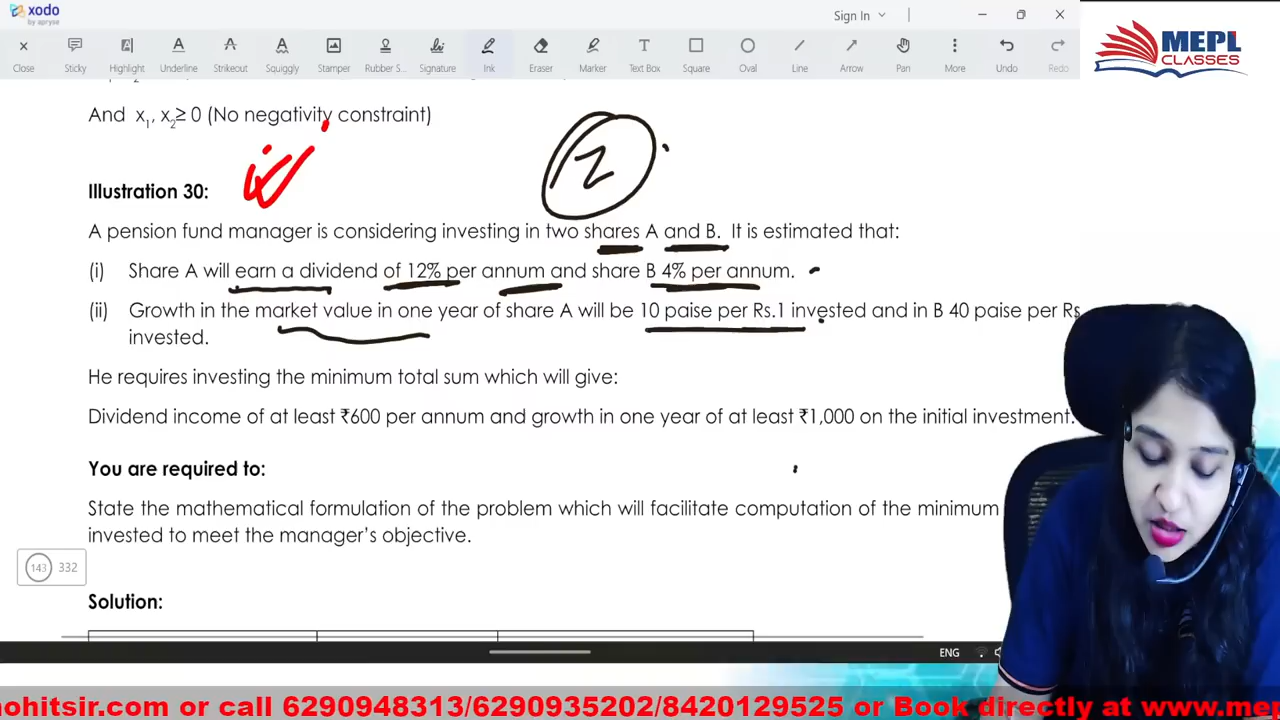 xodo
by apryse
Sign In
Close
Sticky
Highlight
Underline
Strikeout
Squiggly
Stamper
Rubber
Signature
Ink
Eraser
Marker
Text Box
Square
Oval
Line
Arrow
Pan
More
Undo
Redo
MEPL
CLASSES
And x₁, x₂≥ 0 (No negativity constraint)
Illustration 30:
A pension fund manager is considering investing in two shares A and B. It is estimated that:
(i) Share A will earn a dividend of 12% per annum and share B 4% per annum.
(ii) Growth in the market value in one year of share A will be 10 paise per Rs.1 invested and in B 40 paise per Rs
invested.
He requires investing the minimum total sum which will give:
Dividend income of at least ₹600 per annum and growth in one year of at least ₹1,000 on the initial investment.
You are required to:
State the mathematical formulation of the problem which will facilitate computation of the minimum
invested to meet the manager's objective.
143 332
Solution:
ENG
ohitsir.com or call 6290948313/6290935202/8420129525 or Book directly at www.mep